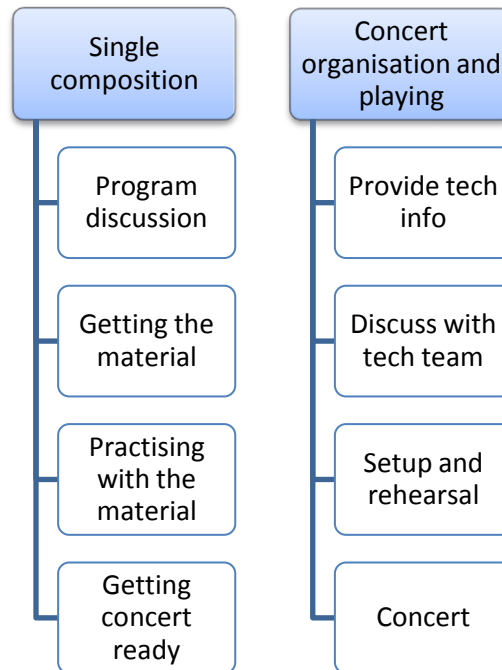 Single
composition
Program
discussion
Getting the
material
Practising
with the
material
Getting
concert
ready
Concert
organisation and
playing
Provide tech
info
Discuss with
tech team
Setup and
rehearsal
Concert